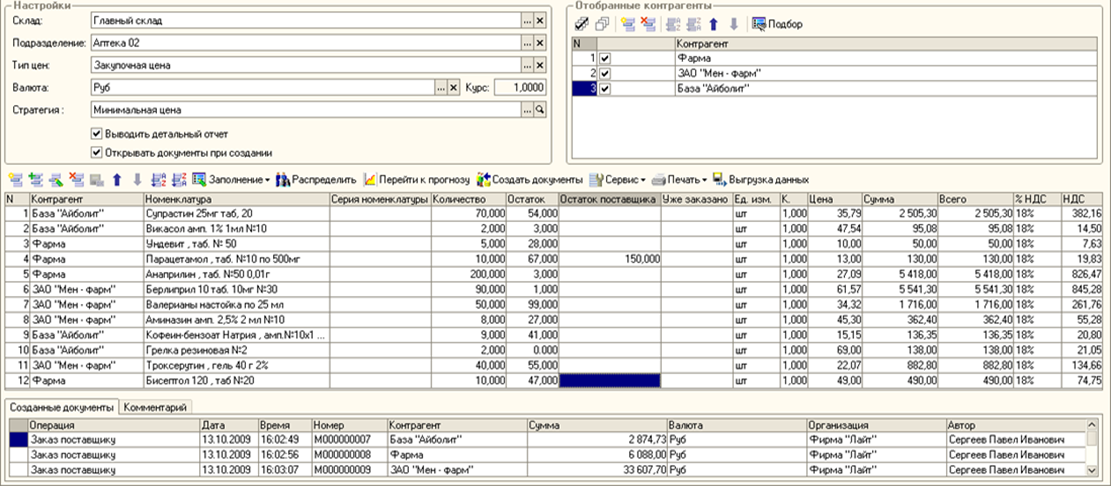 Настройки
Склад: Главный склад ... ×
Подразделение: Аптека 02 ... ×
Тип цен: Закупочная цена ... ×
Валюта: Руб ... × Курс: 1,0000
Стратегия : Минимальная цена ...
Выводить детальный отчет
Открывать документы при создании
Отобранные контрагенты
Подбор
N Контрагент
1 Фарма
2 ЗАО "Мен - фарм"
3 База "Айболит"
Заполнение Распределить Перейти к прогнозу Создать документы Сервис Печать Выгрузка данных
N Контрагент Номенклатура Серия номенклатуры Количество Остаток Остаток поставщика Уже заказано Ед. изм. К. Цена Сумма Всего % НДС НДС
1 База "Айболит" Супрастин 25мг таб, 20 70,000 54,000 шт 1,000 35,79 2 505,30 2 505,30 18% 382,16
2 База "Айболит" Викасол амп. 1% 1мл №10 2,000 3,000 шт 1,000 47,54 95,08 95,08 18% 14,50
3 Фарма Ундевит , таб. № 50 5,000 28,000 шт 1,000 10,00 50,00 50,00 18% 7,63
4 Фарма Парацетамол , таб. №10 по 500мг 10,000 67,000 150,000 шт 1,000 13,00 130,00 130,00 18% 19,83
5 Фарма Анаприлин , таб. №50 0,01г 200,000 3,000 шт 1,000 27,09 5 418,00 5 418,00 18% 826,47
6 ЗАО "Мен - фарм" Берлиприл 10 таб. 10мг №30 90,000 1,000 шт 1,000 61,57 5 541,30 5 541,30 18% 845,28
7 ЗАО "Мен - фарм" Валерианы настойка по 25 мл 50,000 99,000 шт 1,000 34,32 1 716,00 1 716,00 18% 261,76
8 ЗАО "Мен - фарм" Аминазин амп. 2,5% 2 мл №10 8,000 27,000 шт 1,000 45,30 362,40 362,40 18% 55,28
9 База "Айболит" Кофеин-бензоат Натрия , амп.№10х1 ... 9,000 41,000 шт 1,000 15,15 136,35 136,35 18% 20,80
10 База "Айболит" Грелка резиновая №2 2,000 0.000 шт 1,000 69,00 138,00 138,00 18% 21,05
11 ЗАО "Мен - фарм" Троксерутин , гель 40 г 2% 40,000 55,000 шт 1,000 22,07 882,80 882,80 18% 134,66
12 Фарма Бисептол 120 , таб №20 10,000 47,000 шт 1,000 49,00 490,00 490,00 18% 74,75
Созданные документы Комментарий
Операция Дата Время Номер Контрагент Сумма Валюта Организация Автор
Заказ поставщику 13.10.2009 16:02:49 М000000007 База "Айболит" 2 874,73 Руб Фирма "Лайт" Сергеев Павел Иванович
Заказ поставщику 13.10.2009 16:02:56 М000000008 Фарма 6 088,00 Руб Фирма "Лайт" Сергеев Павел Иванович
Заказ поставщику 13.10.2009 16:03:07 М000000009 ЗАО "Мен - фарм" 33 607,70 Руб Фирма "Лайт" Сергеев Павел Иванович